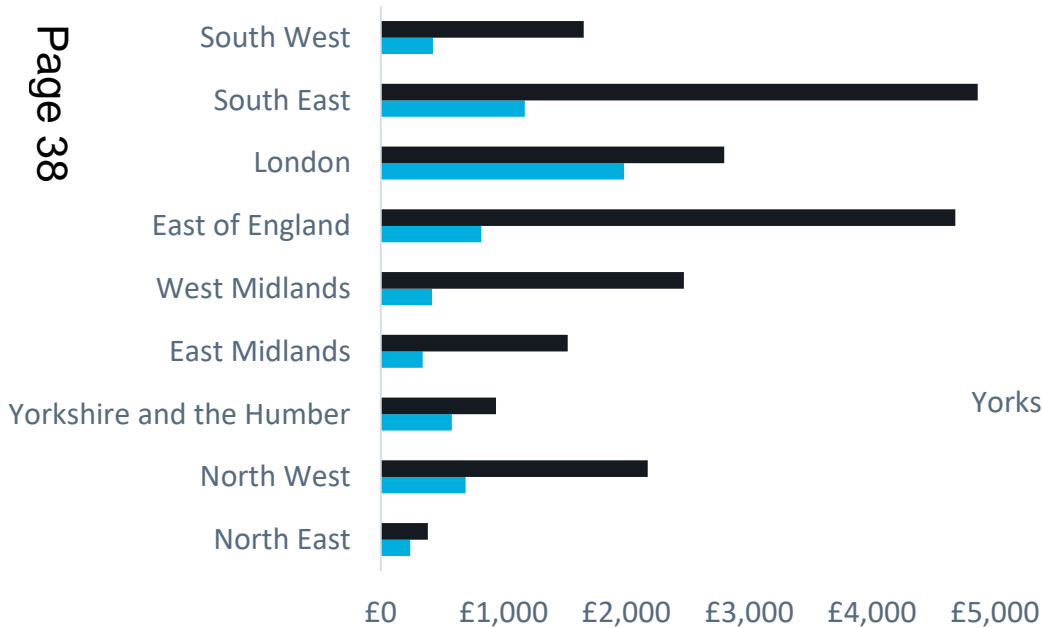 Page 38
South West
South East
London
East of England
West Midlands
East Midlands
Yorkshire and the Humber
Yorks
North West
North East
£0 £1,000 £2,000 £3,000 £4,000 £5,000